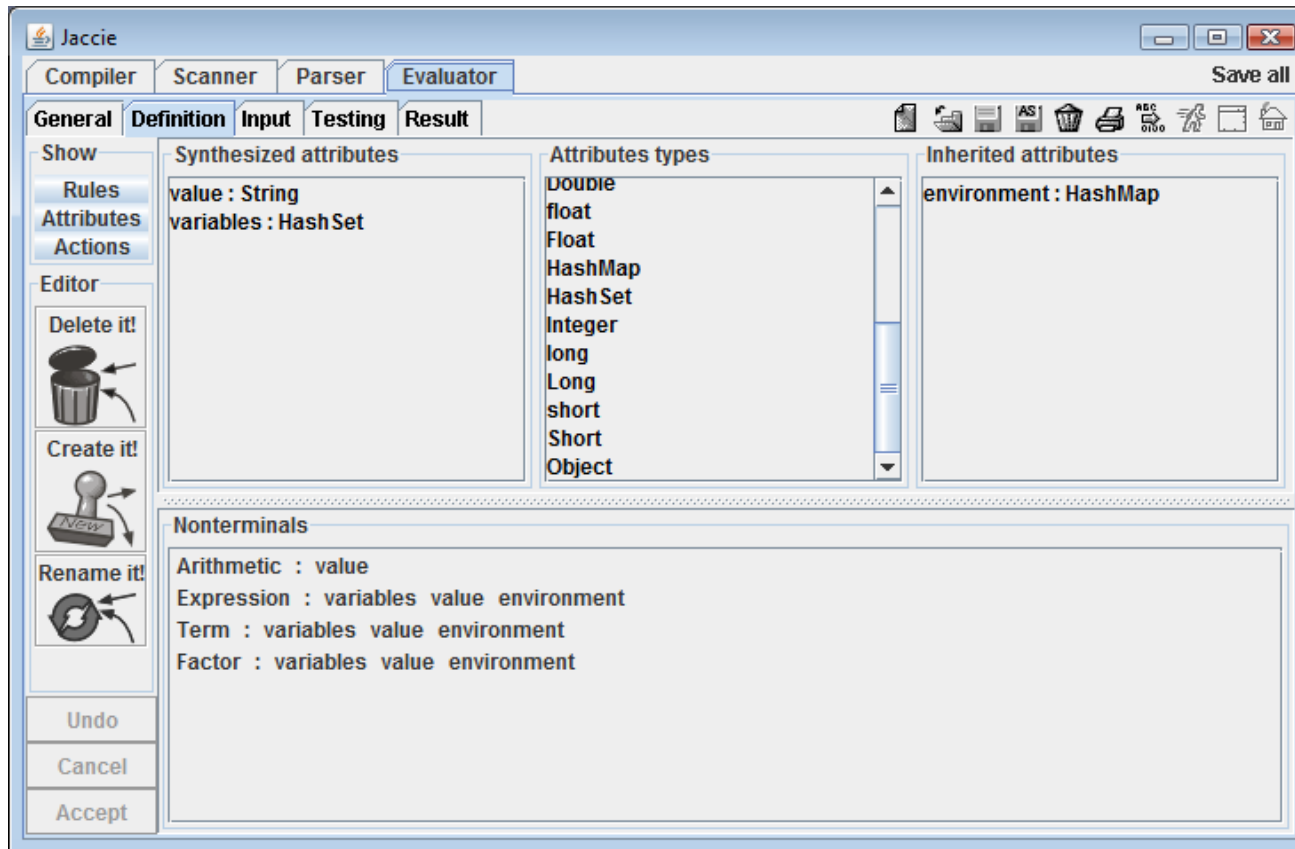 Jaccie
Compiler Scanner Parser Evaluator Save all
General Definition Input Testing Result
AS
ABC
0100
Show
Rules
Attributes
Actions
Editor
Delete it!
Create it!
New
Rename it!
Undo
Cancel
Accept
Synthesized attributes
value : String
variables : HashSet
Attributes types
Double
float
Float
HashMap
HashSet
Integer
long
Long
short
Short
Object
Inherited attributes
environment : HashMap
Nonterminals
Arithmetic : value
Expression : variables value environment
Term : variables value environment
Factor : variables value environment